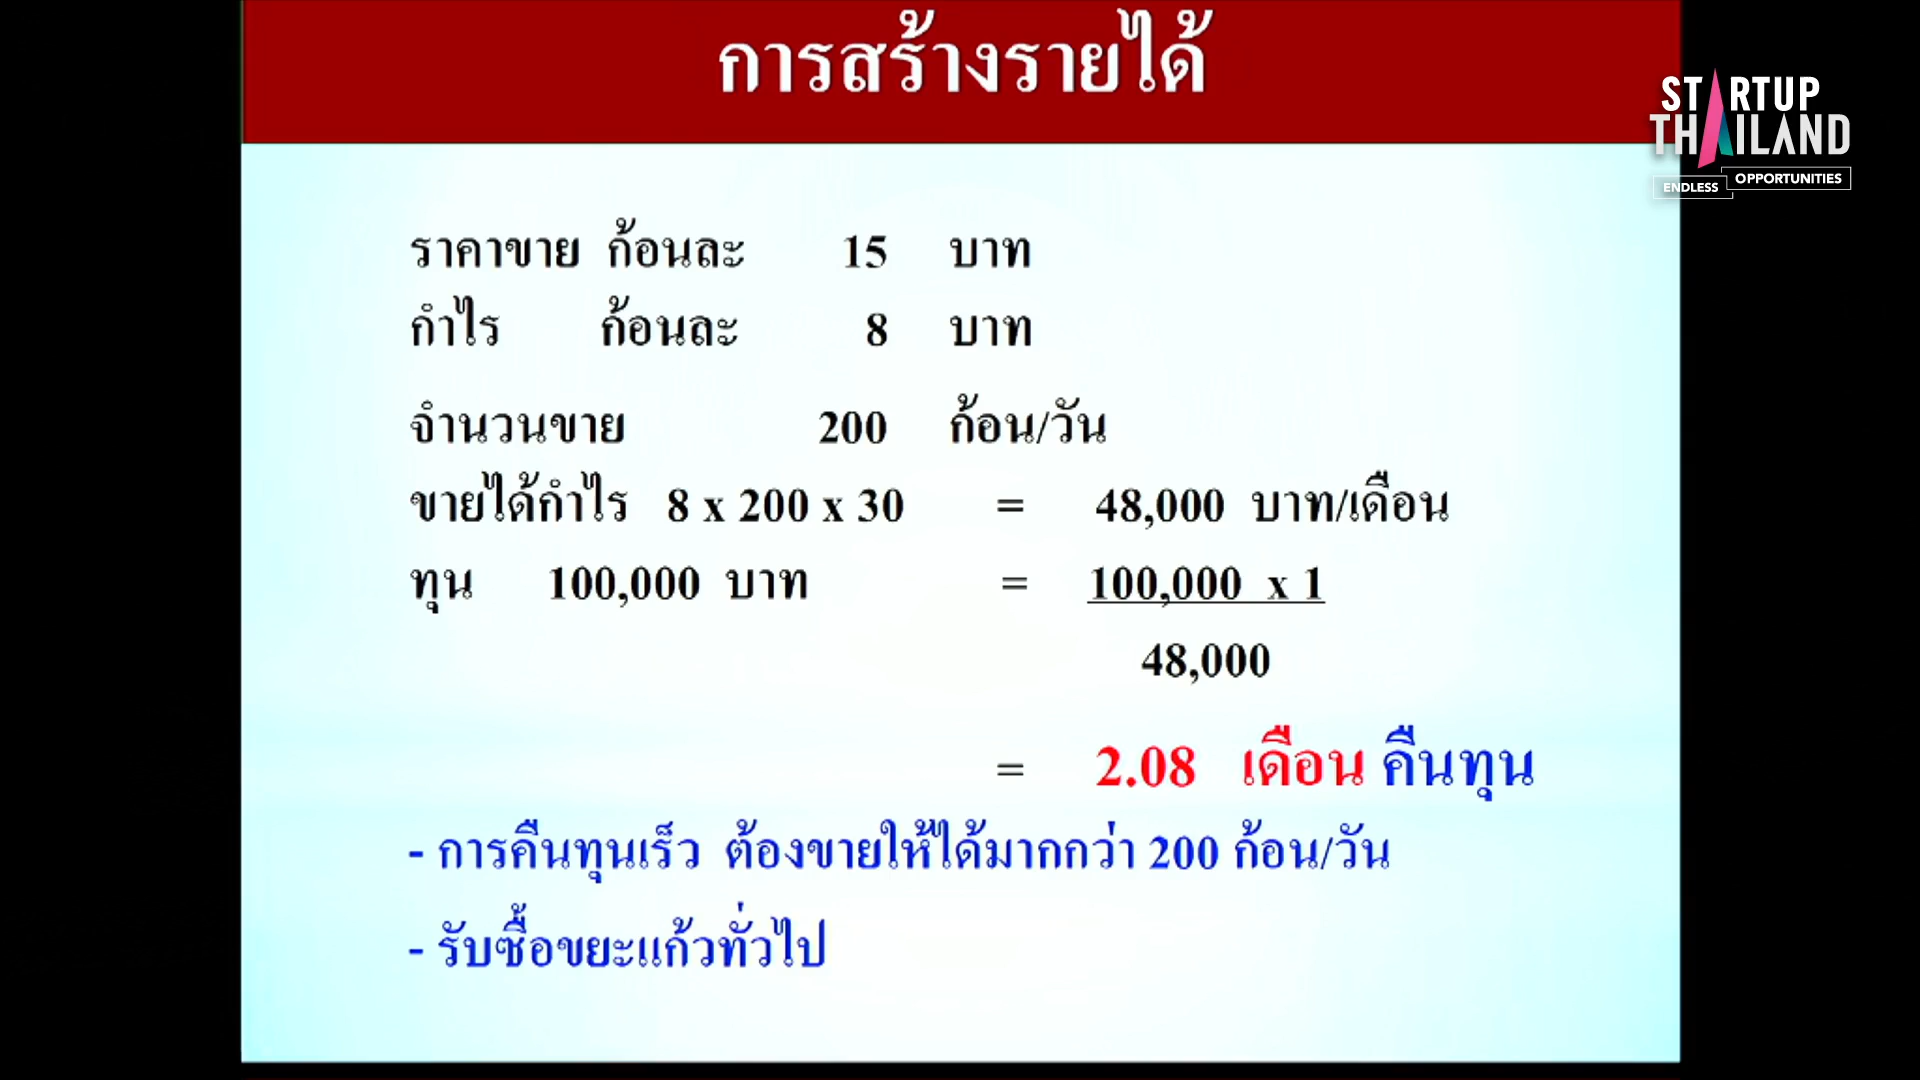 การสร้างรายได้
STARTUP
THAILAND
ENDLESS OPPORTUNITIES
ราคาขาย ก้อนละ 15 บาท
กำไร ก้อนละ 8 บาท
จำนวนขาย 200 ก้อน/วัน
ขายได้กำไร 8 x 200 x 30 = 48,000 บาท/เดือน
ทุน 100,000 บาท = 100,000 x 1
48,000
= 2.08 เดือน คืนทุน
- การคืนทุนเร็ว ต้องขายให้ได้มากกว่า 200 ก้อน/วัน
- รับซื้อขยะแก้วทั่วไป